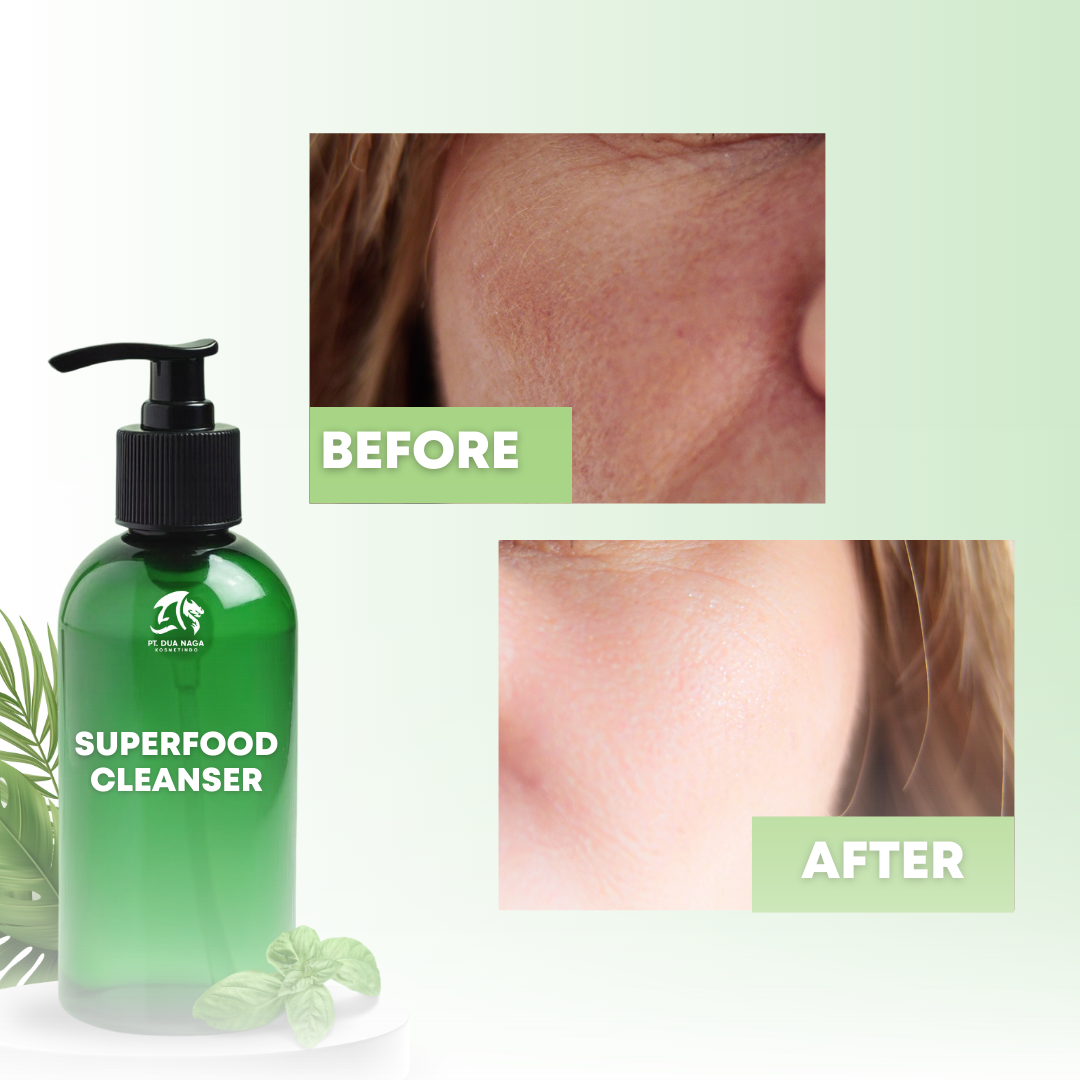 BEFORE
PT. DUA NAGA
KOSMETINDO
SUPERFOOD
CLEANSER
AFTER